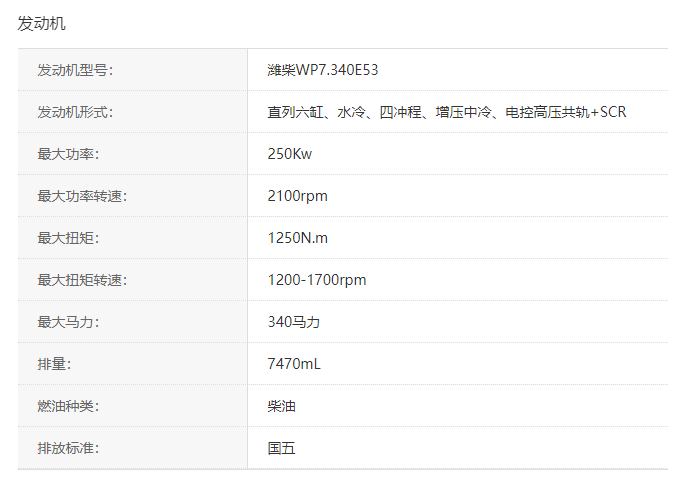 发动机
发动机型号： 潍柴WP7.340E53
发动机形式： 直列六缸、水冷、四冲程、增压中冷、电控高压共轨+SCR
最大功率： 250Kw
最大功率转速： 2100rpm
最大扭矩： 1250N.m
最大扭矩转速： 1200-1700rpm
最大马力： 340马力
排量： 7470mL
燃油种类： 柴油
排放标准： 国五